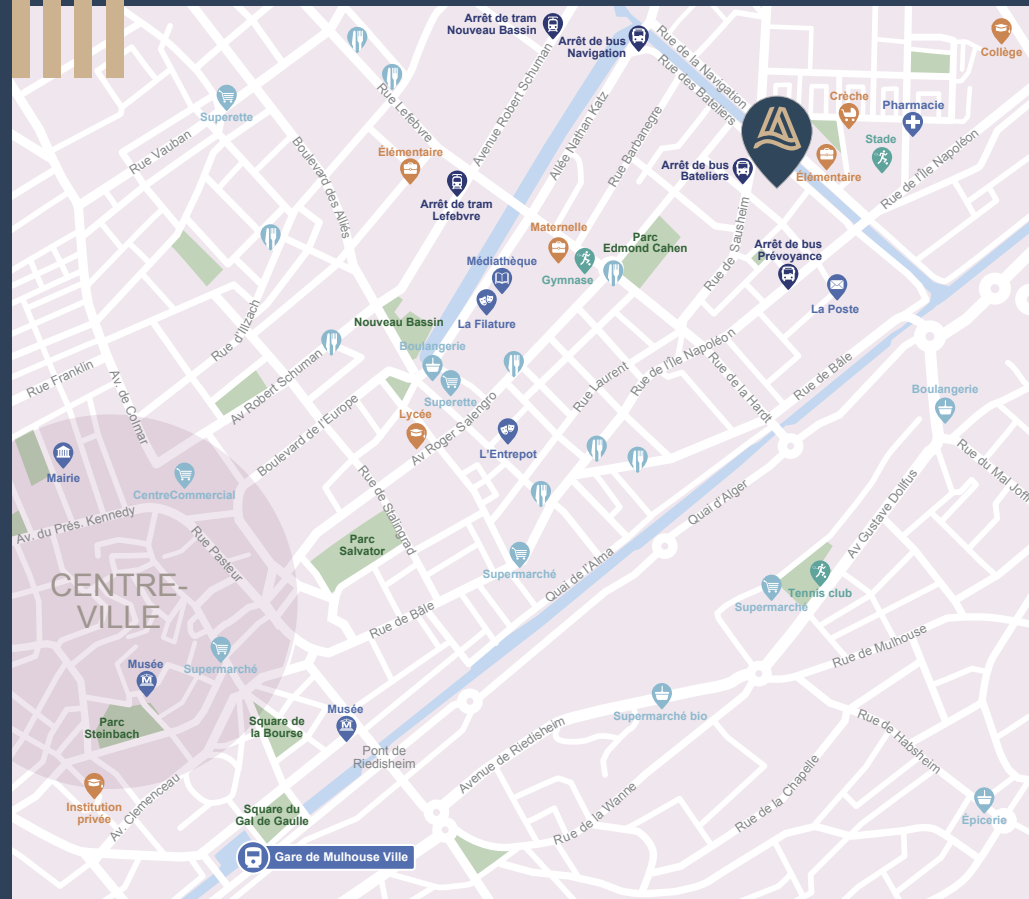 Arrêt de tram
Nouveau Bassin
Arrêt de bus
Navigation
Rue de la Navigation
Rue des Bateliers
Collège
Crèche
Pharmacie
Superette
Rue Lefebvre
Avenue Robert Schuman
Allée Nathan Katz
Rue Barbanegre
Rue Vauban
Boulevard des Alliés
Élémentaire
Arrêt de tram
Lefebvre
Arrêt de bus
Bateliers
Stade
Élémentaire
Rue de l'Île Napoléon
Maternelle
Parc
Edmond Cahen
Rue de Sausheim
Arrêt de bus
Prévoyance
Médiathèque
Gymnase
La Filature
La Poste
Nouveau Bassin
Rue d'Illzach
Boulangerie
Superette
Rue Franklin
Av. de Colmar
Av Robert Schuman
Boulevard de l'Europe
Lycée
Av Roger Salengro
L'Entrepot
Rue Laurent
Rue de l'Île Napoléon
Rue de la Hardt
Rue de Bâle
Boulangerie
Mairie
CentreCommercial
Rue de Stalingrad
Quai d'Alger
Av Gustave Dollfus
Rue du Mal Joff
Av. du Prés. Kennedy
Rue Pasteur
Parc
Salvator
CENTRE-
VILLE
Supermarché
Quai de l'Alma
Supermarché
Tennis club
Rue de Bâle
Rue de Mulhouse
Musée
Supermarché
Parc
Steinbach
Square de
la Bourse
Musée
Pont de
Riedisheim
Supermarché bio
Avenue de Riedisheim
Rue de Habsheim
Institution
privée
Av. Clemenceau
Square du
Gal de Gaulle
Rue de la Wanne
Rue de la Chapelle
Épicerie
Gare de Mulhouse Ville